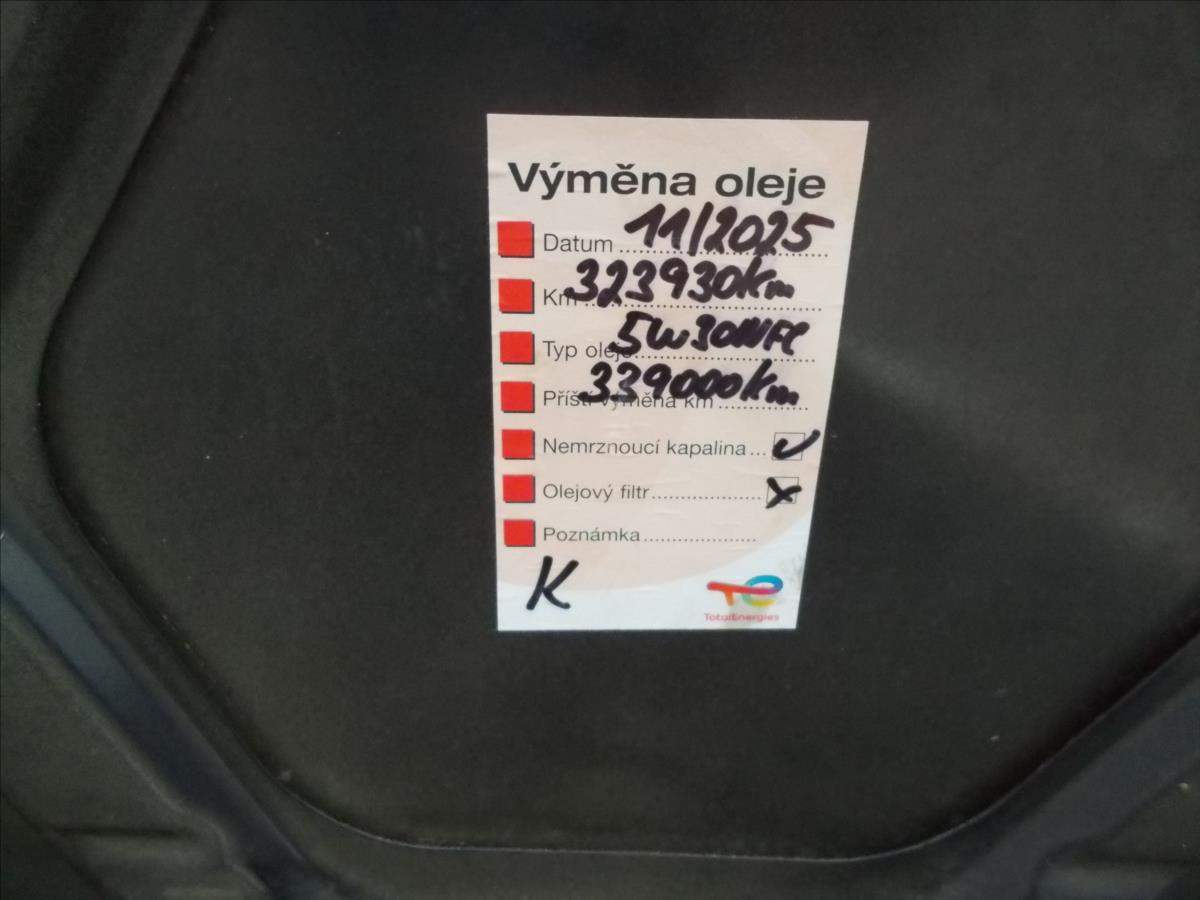 Výměna oleje
Datum 11/2025
Km 323930km
Typ oleje 5W30
Příští výměna km 339000km
Nemrznoucí kapalina ✓
Olejový filtr x
Poznámka
K
TotalEnergies